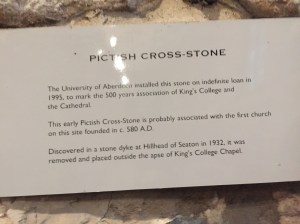 PICTISH CROSS-STONE
The University of Aberdeen installed this stone on indefinite loan in
1995, to mark the 500 years association of King's College and
the Cathedral.
This early Pictish Cross-Stone is probably associated with the first church
on this site founded in c. 580 A.D.
Discovered in a stone dyke at Hillhead of Seaton in 1932, it was
removed and placed outside the apse of King's College Chapel.